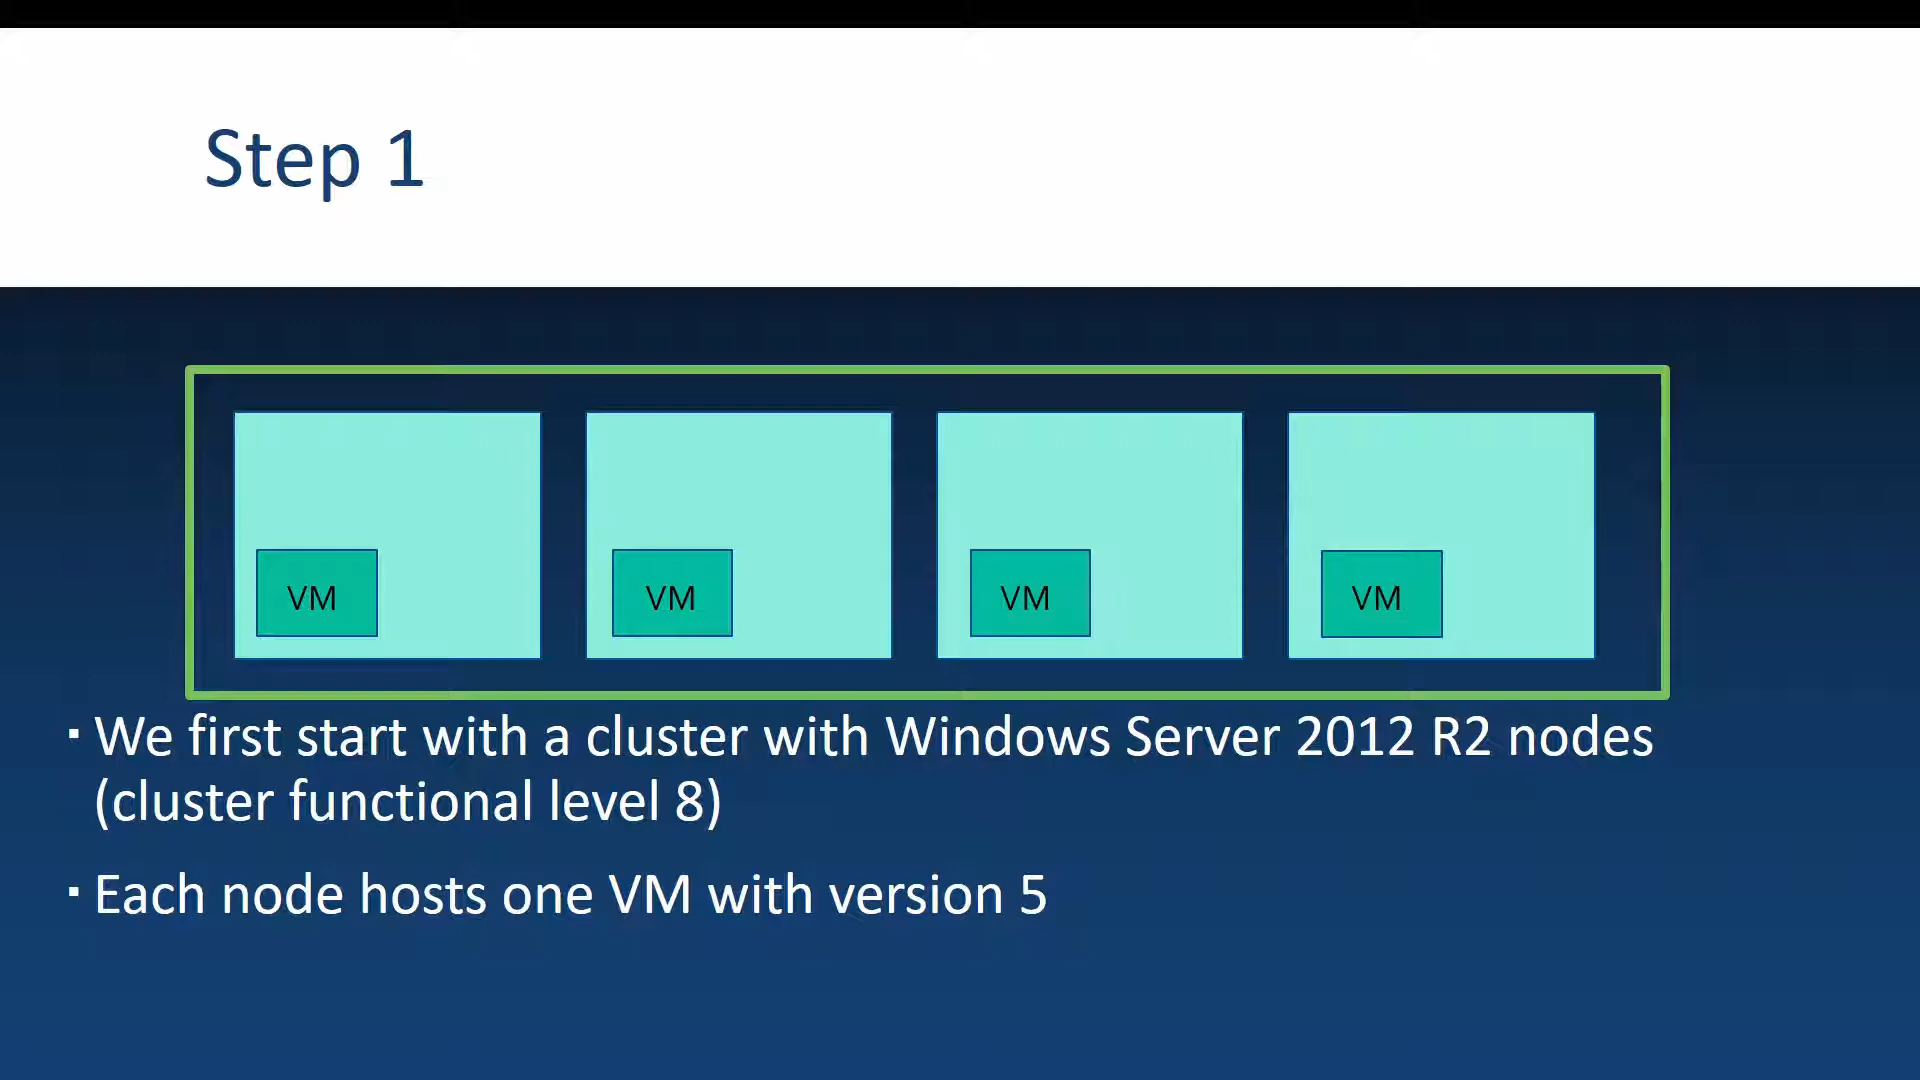 Step 1
VM VM VM VM
▪ We first start with a cluster with Windows Server 2012 R2 nodes
(cluster functional level 8)
▪ Each node hosts one VM with version 5